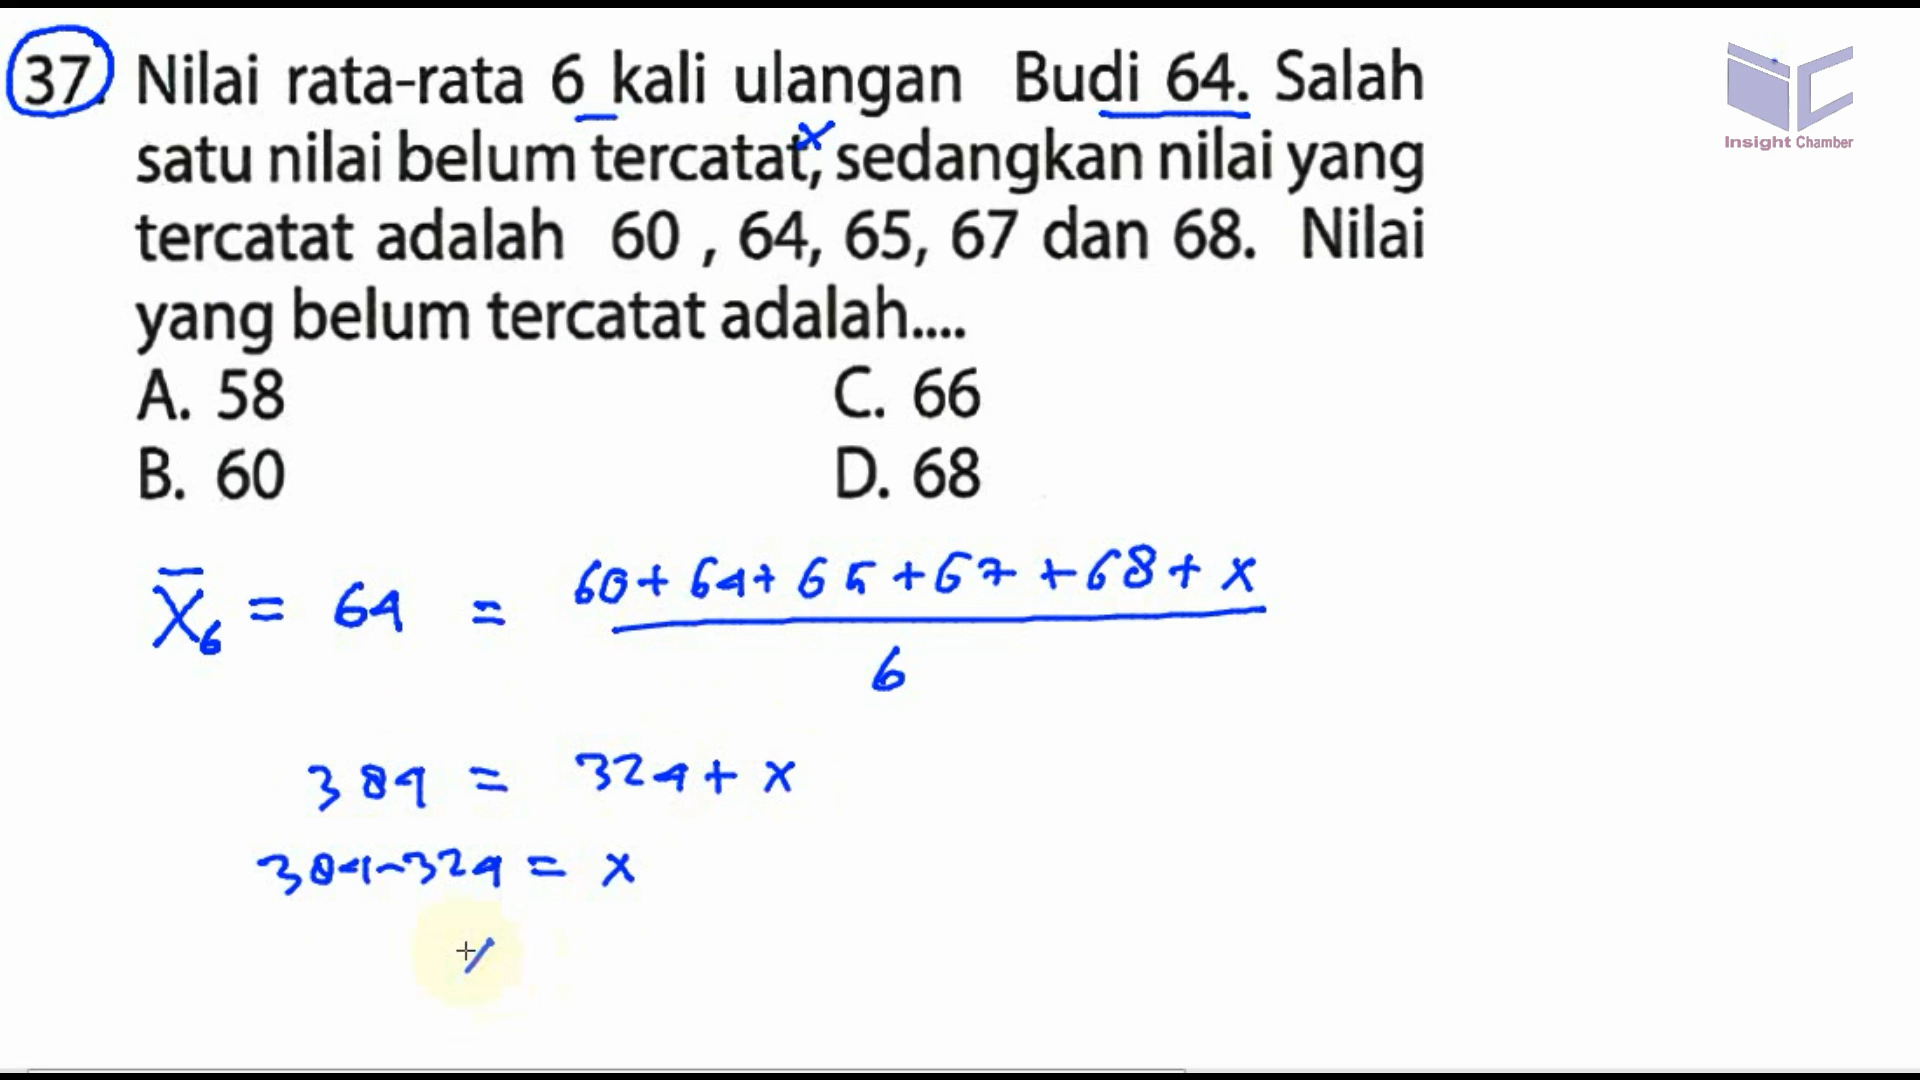 37. Nilai rata-rata 6 kali ulangan Budi 64. Salah
satu nilai belum tercatat, sedangkan nilai yang
x
tercatat adalah 60 , 64, 65, 67 dan 68. Nilai
yang belum tercatat adalah....
A. 58
C. 66
B. 60
D. 68
X̄₆ = 64 = 60 + 64 + 65 + 67 + 68 + x
6
384 = 324 + x
384 - 324 = x
Insight Chamber